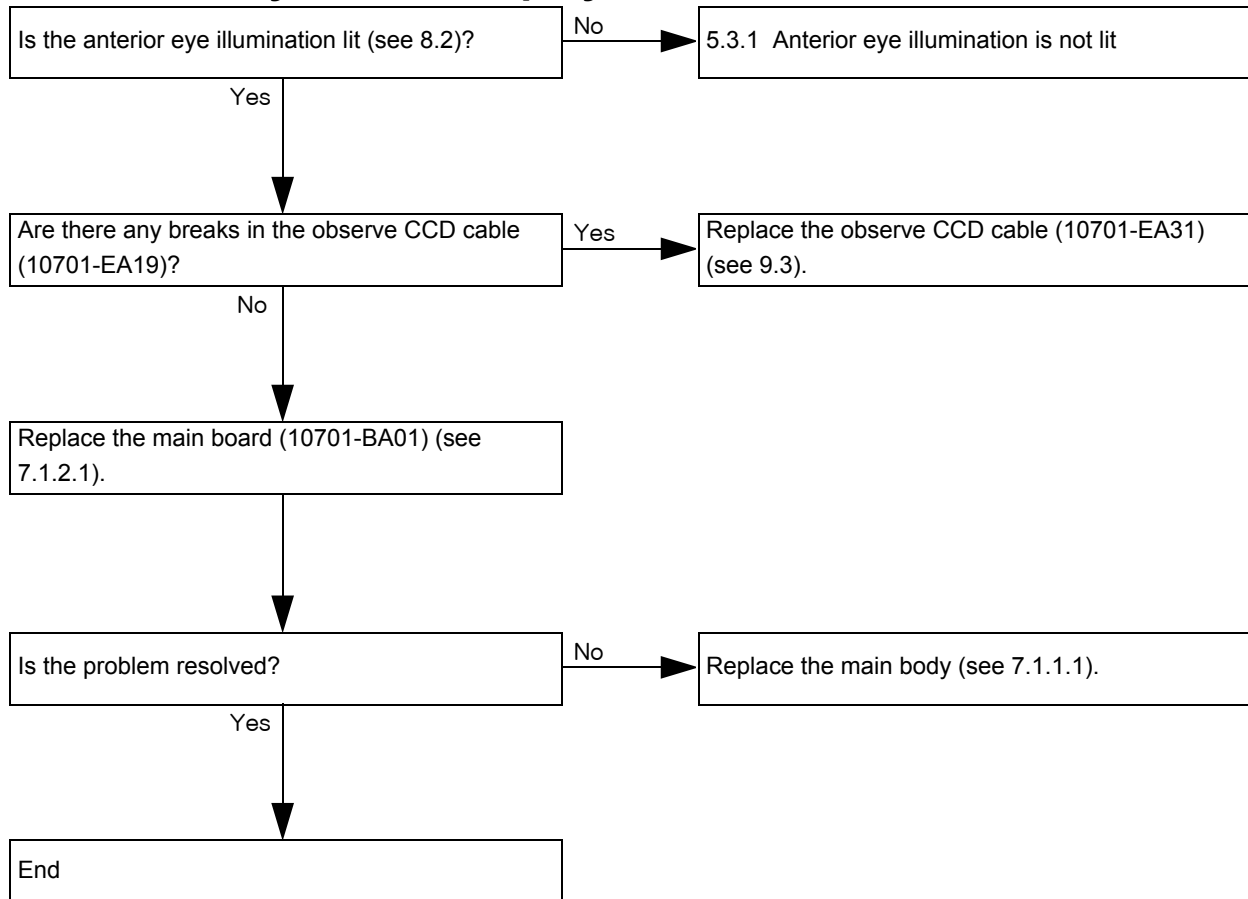 Is the anterior eye illumination lit (see 8.2)?
No
5.3.1 Anterior eye illumination is not lit
Yes
Are there any breaks in the observe CCD cable
(10701-EA19)?
Yes
Replace the observe CCD cable (10701-EA31)
(see 9.3).
No
Replace the main board (10701-BA01) (see
7.1.2.1).
Is the problem resolved?
No
Replace the main body (see 7.1.1.1).
Yes
End